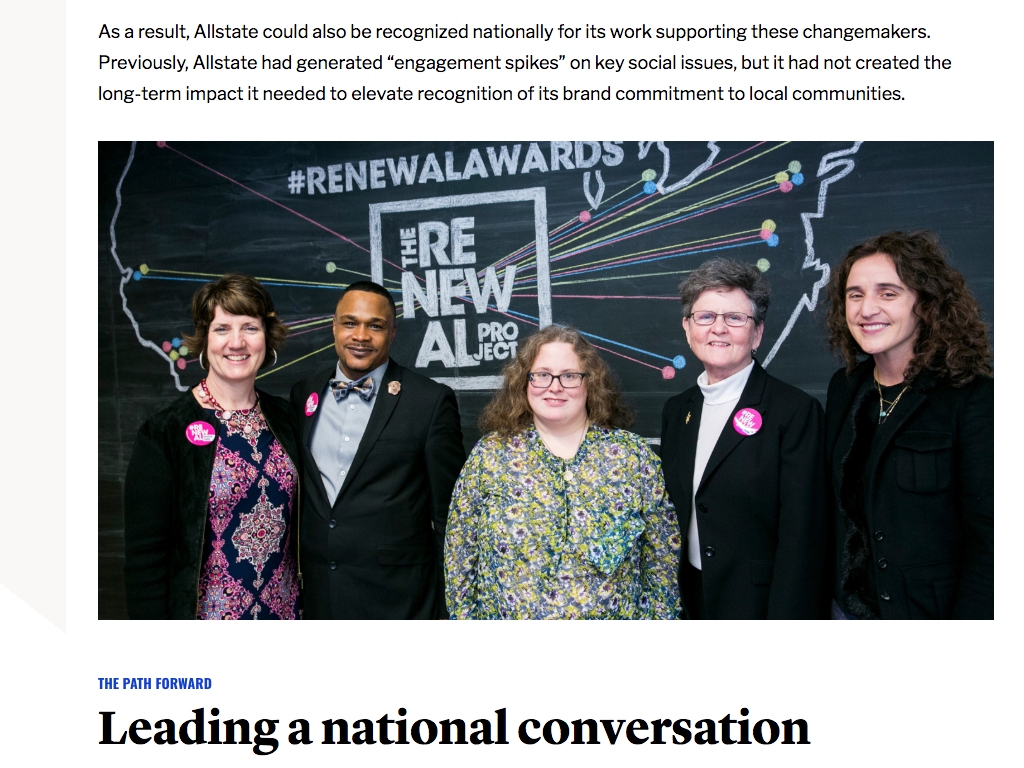 As a result, Allstate could also be recognized nationally for its work supporting these changemakers.
Previously, Allstate had generated “engagement spikes” on key social issues, but it had not created the
long-term impact it needed to elevate recognition of its brand commitment to local communities.
#RENEWALAWARDS
THE
RE
NEW
AL
PRO
JECT
THE PATH FORWARD
Leading a national conversation